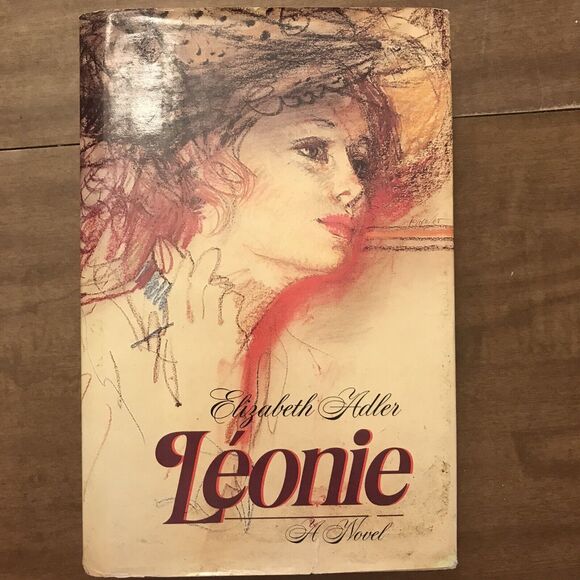 Elizabeth Adler
Léonie
A Novel